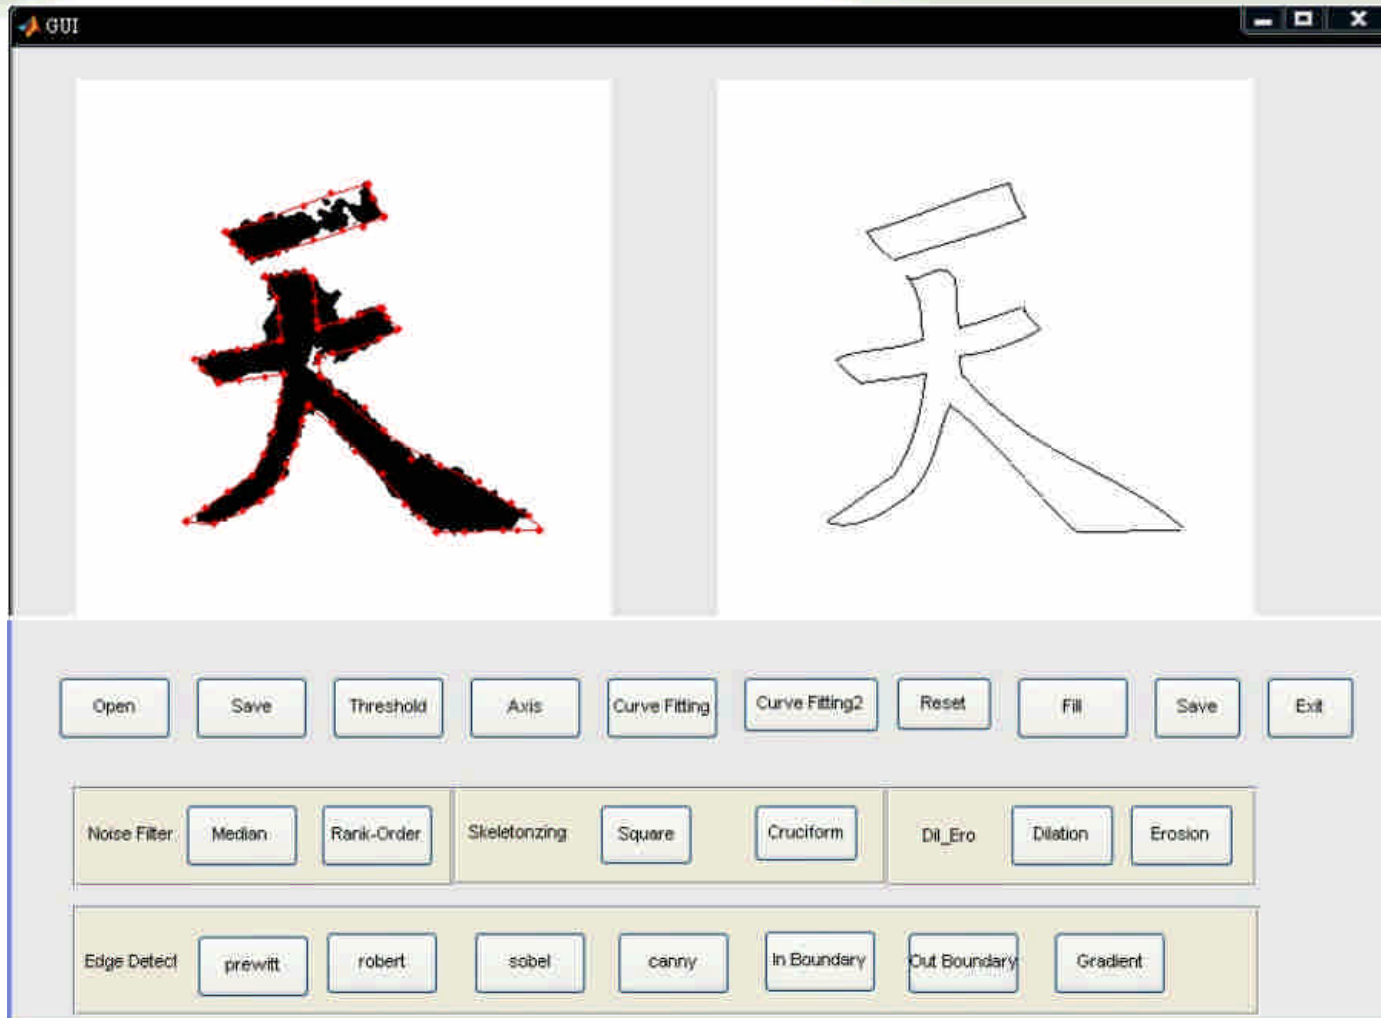 GUI
天 天
Open Save Threshold Axis Curve Fitting Curve Fitting2 Reset Fill Save Exit
Noise Filter Median Rank-Order Skeletonzing Square Cruciform Dil_Ero Dilation Erosion
Edge Detect prewitt robert sobel canny In Boundary Out Boundary Gradient